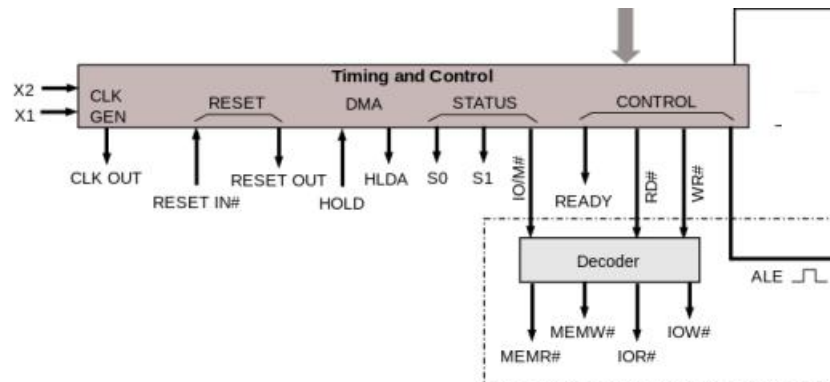 Timing and Control
X2
X1
CLK
GEN
RESET
DMA
STATUS
CONTROL
CLK OUT
RESET IN#
RESET OUT
HOLD
HLDA
S0
S1
IO/M#
READY
RD#
WR#
Decoder
ALE
MEMR#
MEMW#
IOR#
IOW#